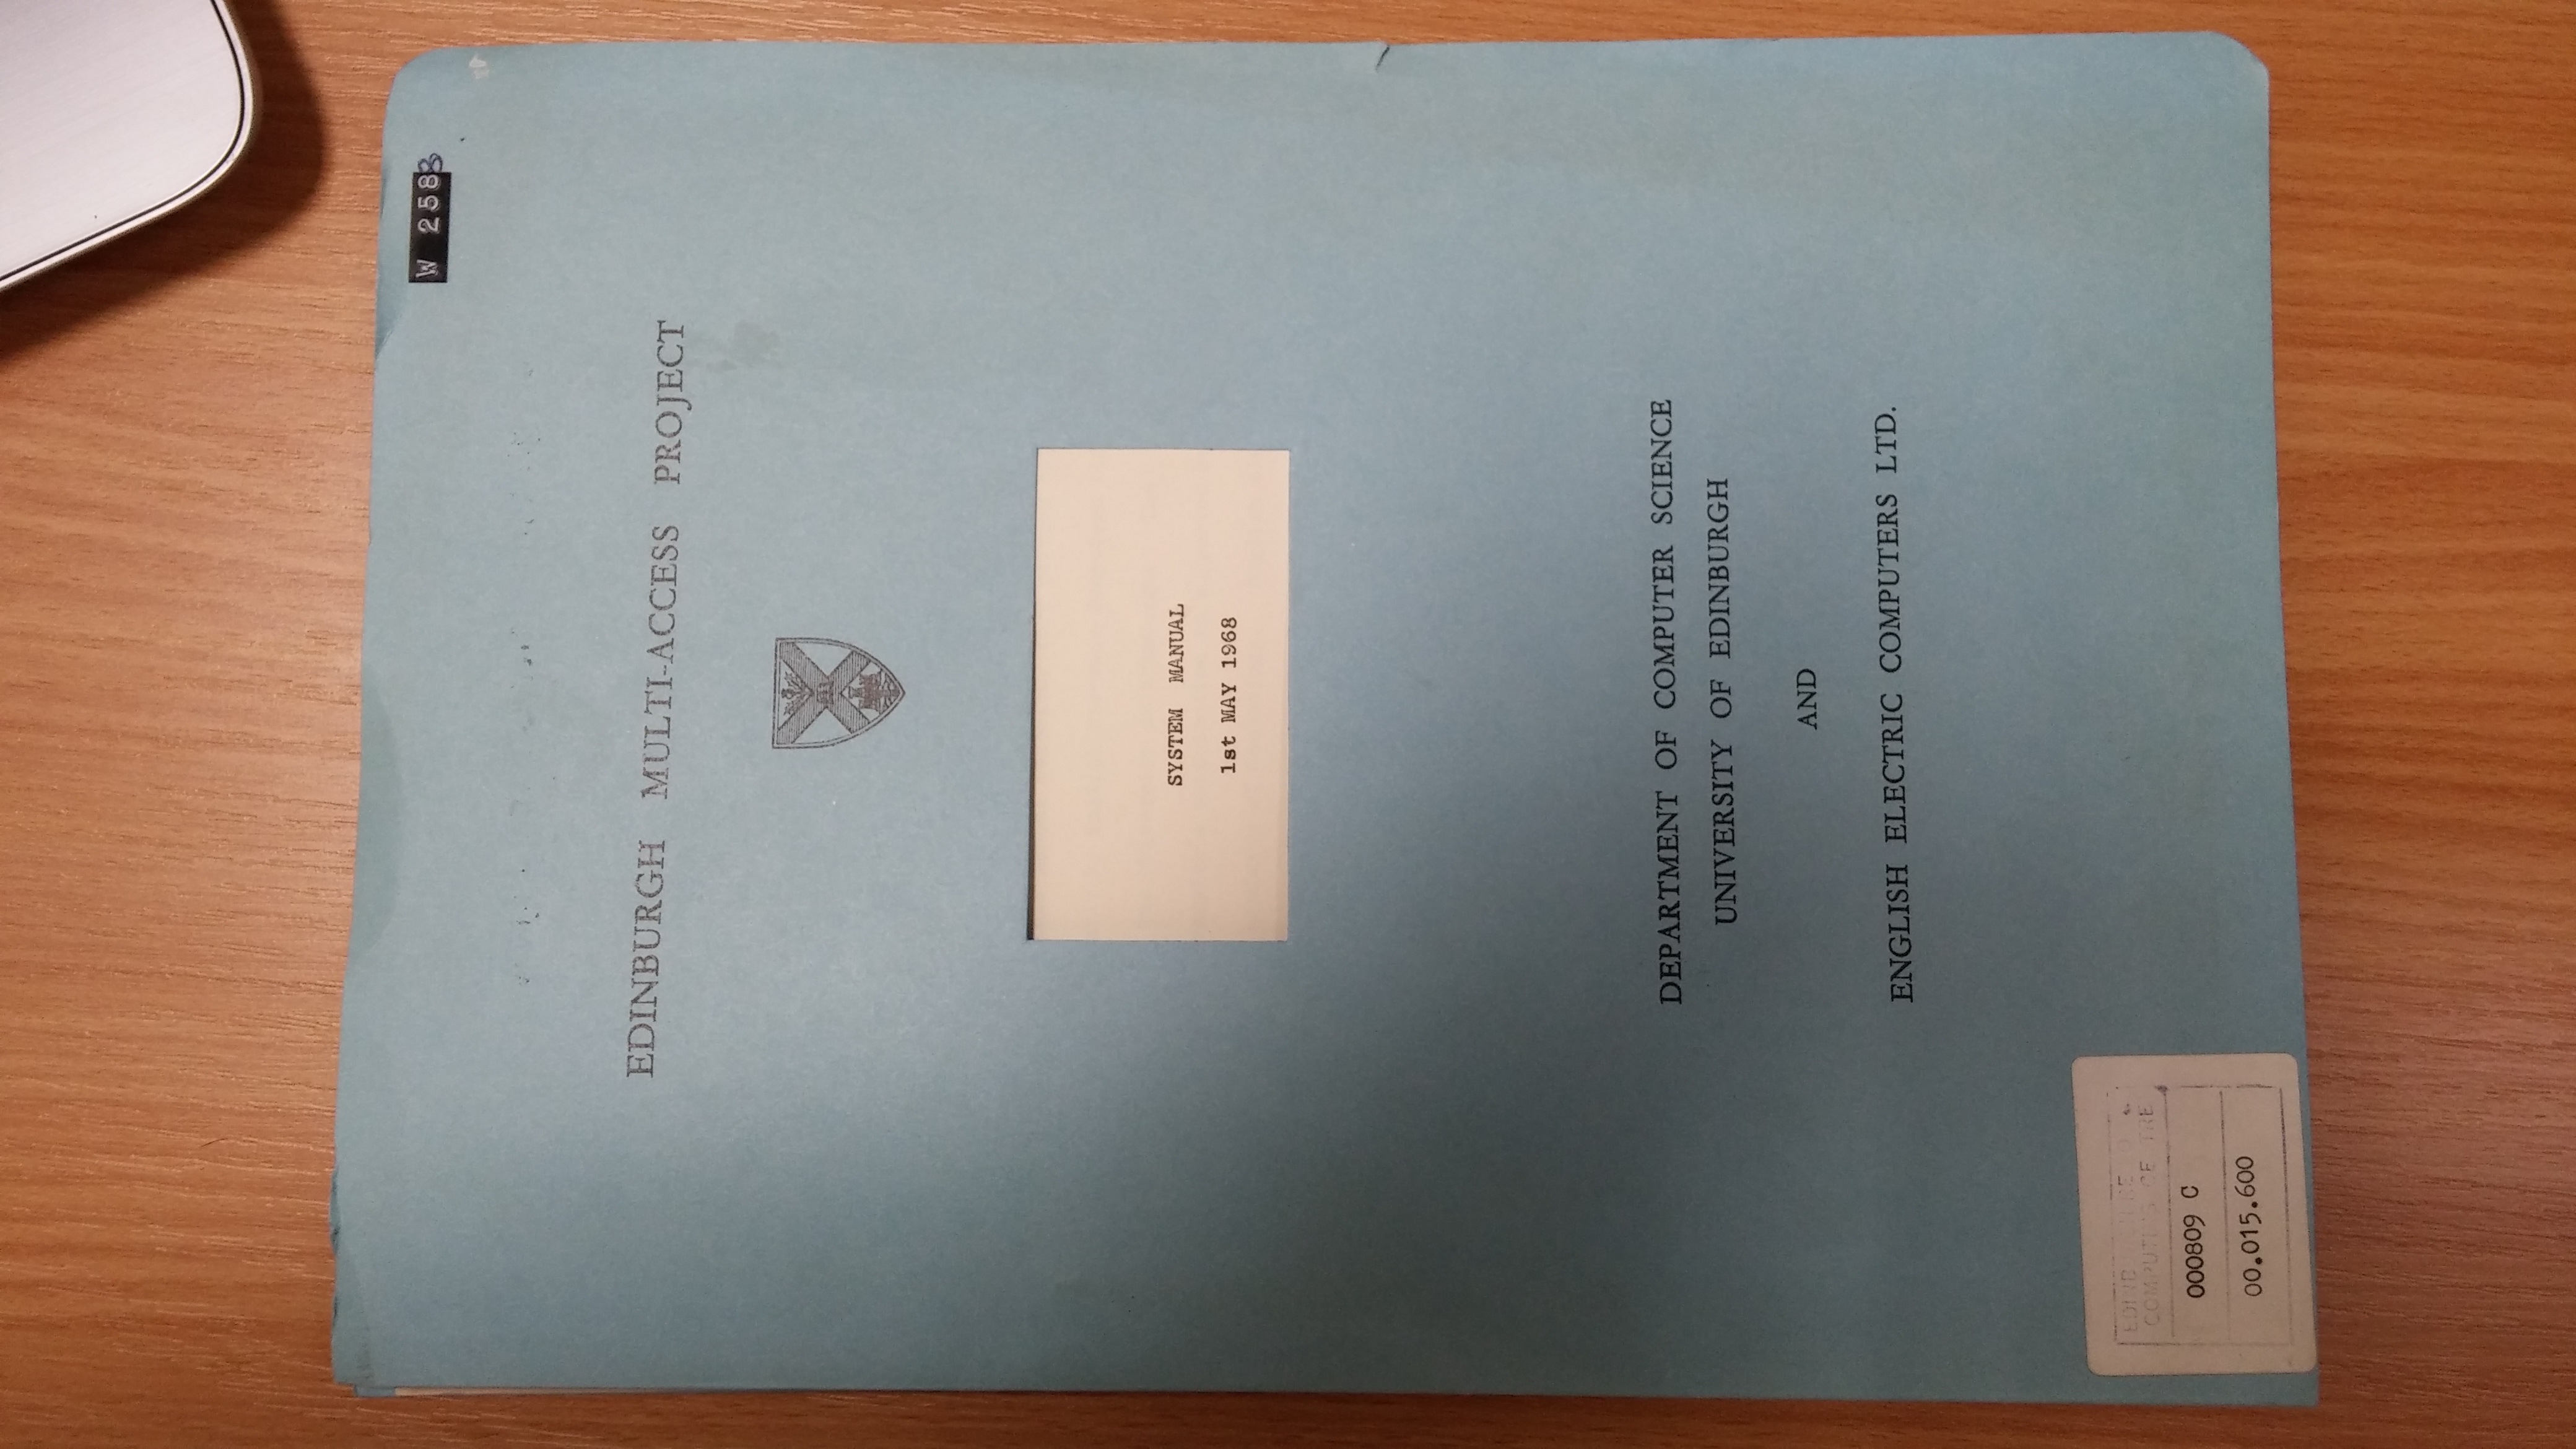 W 2583
EDINBURGH MULTI-ACCESS PROJECT
SYSTEM MANUAL
1st MAY 1968
DEPARTMENT OF COMPUTER SCIENCE
UNIVERSITY OF EDINBURGH
AND
ENGLISH ELECTRIC COMPUTERS LTD.
000809 C
00.015.600